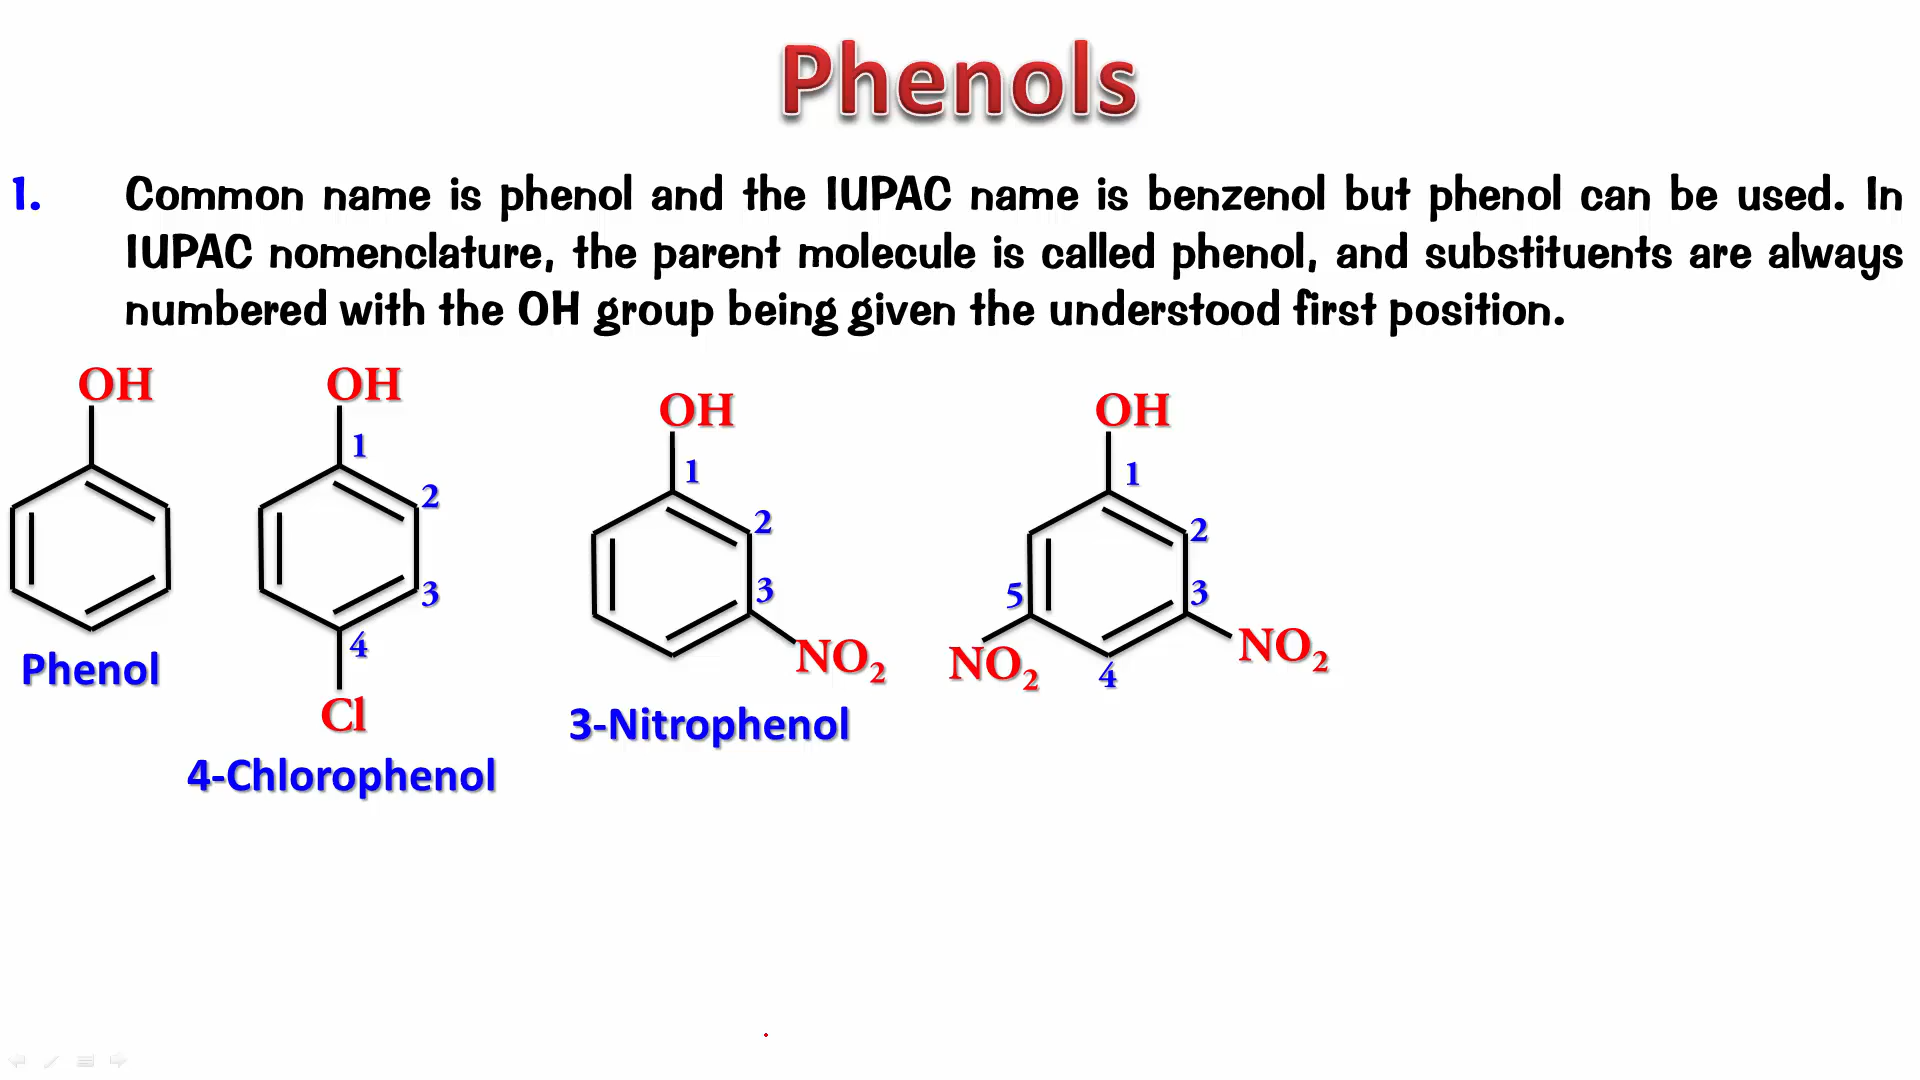 Phenols
1. Common name is phenol and the IUPAC name is benzenol but phenol can be used. In
IUPAC nomenclature, the parent molecule is called phenol, and substituents are always
numbered with the OH group being given the understood first position.
OH
Phenol
OH
1
2
3
4
Cl
4-Chlorophenol
OH
1
2
3
NO₂
3-Nitrophenol
OH
1
2
3
NO₂
4
5
NO₂